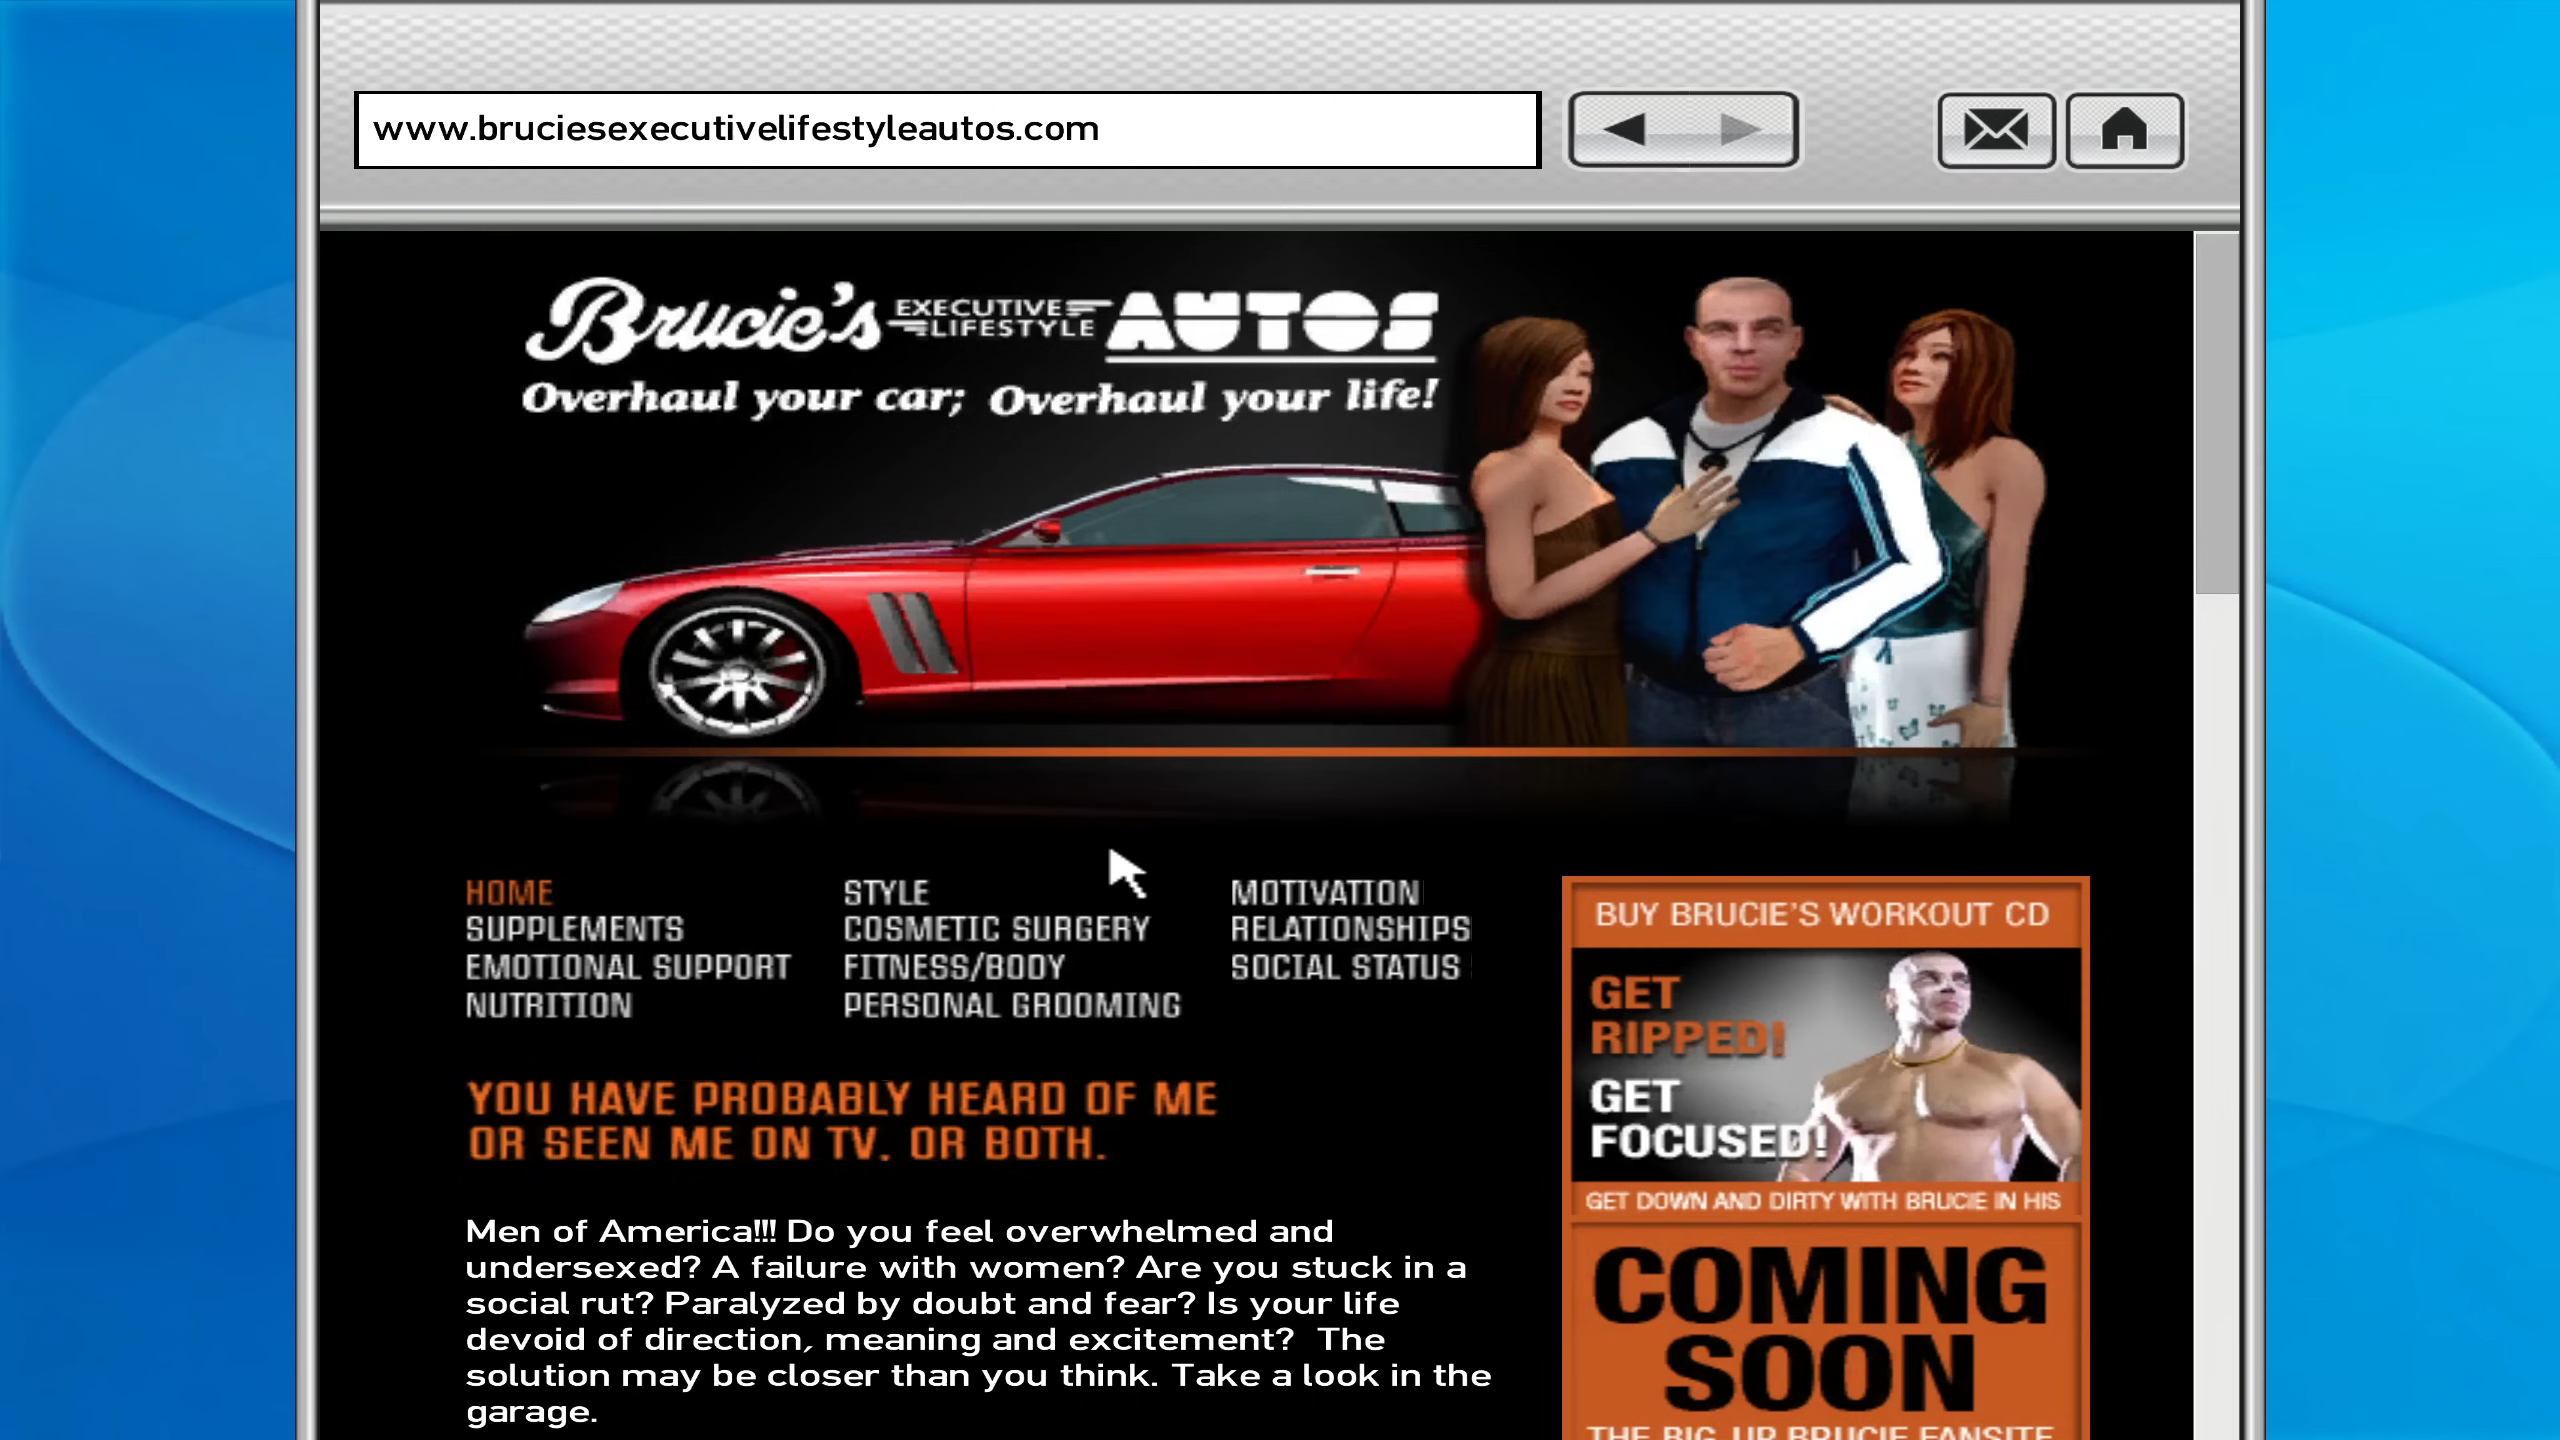 www.bruciesexecutivelifestyleautos.com
Brucie's EXECUTIVE LIFESTYLE AUTOS
Overhaul your car; Overhaul your life!
HOME
SUPPLEMENTS
EMOTIONAL SUPPORT
NUTRITION
STYLE
COSMETIC SURGERY
FITNESS/BODY
PERSONAL GROOMING
MOTIVATION
RELATIONSHIPS
SOCIAL STATUS
YOU HAVE PROBABLY HEARD OF ME
OR SEEN ME ON TV. OR BOTH.
Men of America!!! Do you feel overwhelmed and
undersexed? A failure with women? Are you stuck in a
social rut? Paralyzed by doubt and fear? Is your life
devoid of direction, meaning and excitement?  The
solution may be closer than you think. Take a look in the
garage.
BUY BRUCIE'S WORKOUT CD
GET
RIPPED!
GET
FOCUSED!
GET DOWN AND DIRTY WITH BRUCIE IN HIS
COMING
SOON
THE BIG UP BRUCIE FANSITE